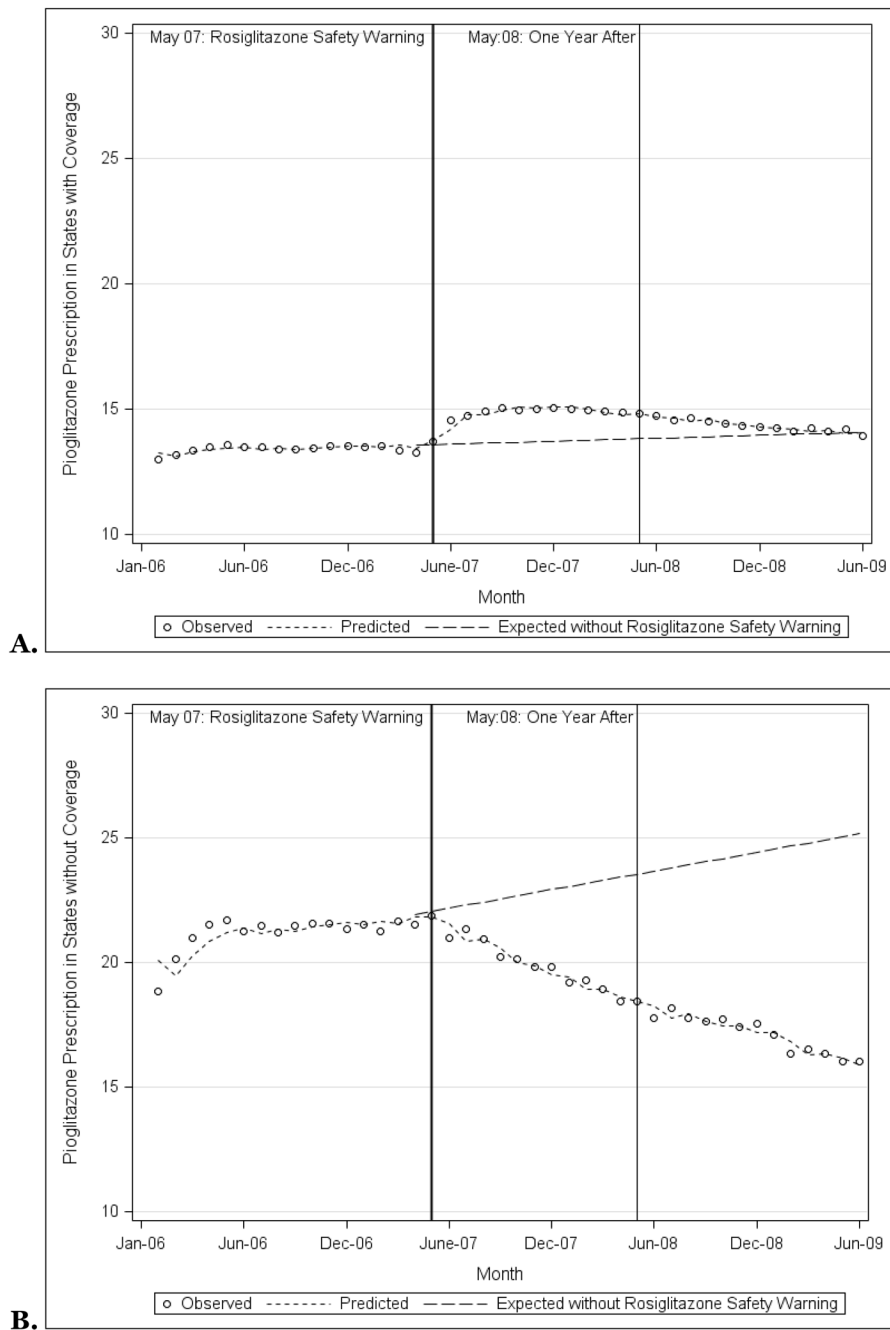 May 07: Rosiglitazone Safety Warning
May:08: One Year After
Pioglitazone Prescription in States with Coverage
30
25
20
15
10
Jan-06
Jun-06
Dec-06
June-07
Dec-07
Jun-08
Dec-08
Jun-09
Month
Observed
Predicted
Expected without Rosiglitazone Safety Warning
A.
May 07: Rosiglitazone Safety Warning
May:08: One Year After
Pioglitazone Prescription in States without Coverage
30
25
20
15
10
Jan-06
Jun-06
Dec-06
June-07
Dec-07
Jun-08
Dec-08
Jun-09
Month
Observed
Predicted
Expected without Rosiglitazone Safety Warning
B.